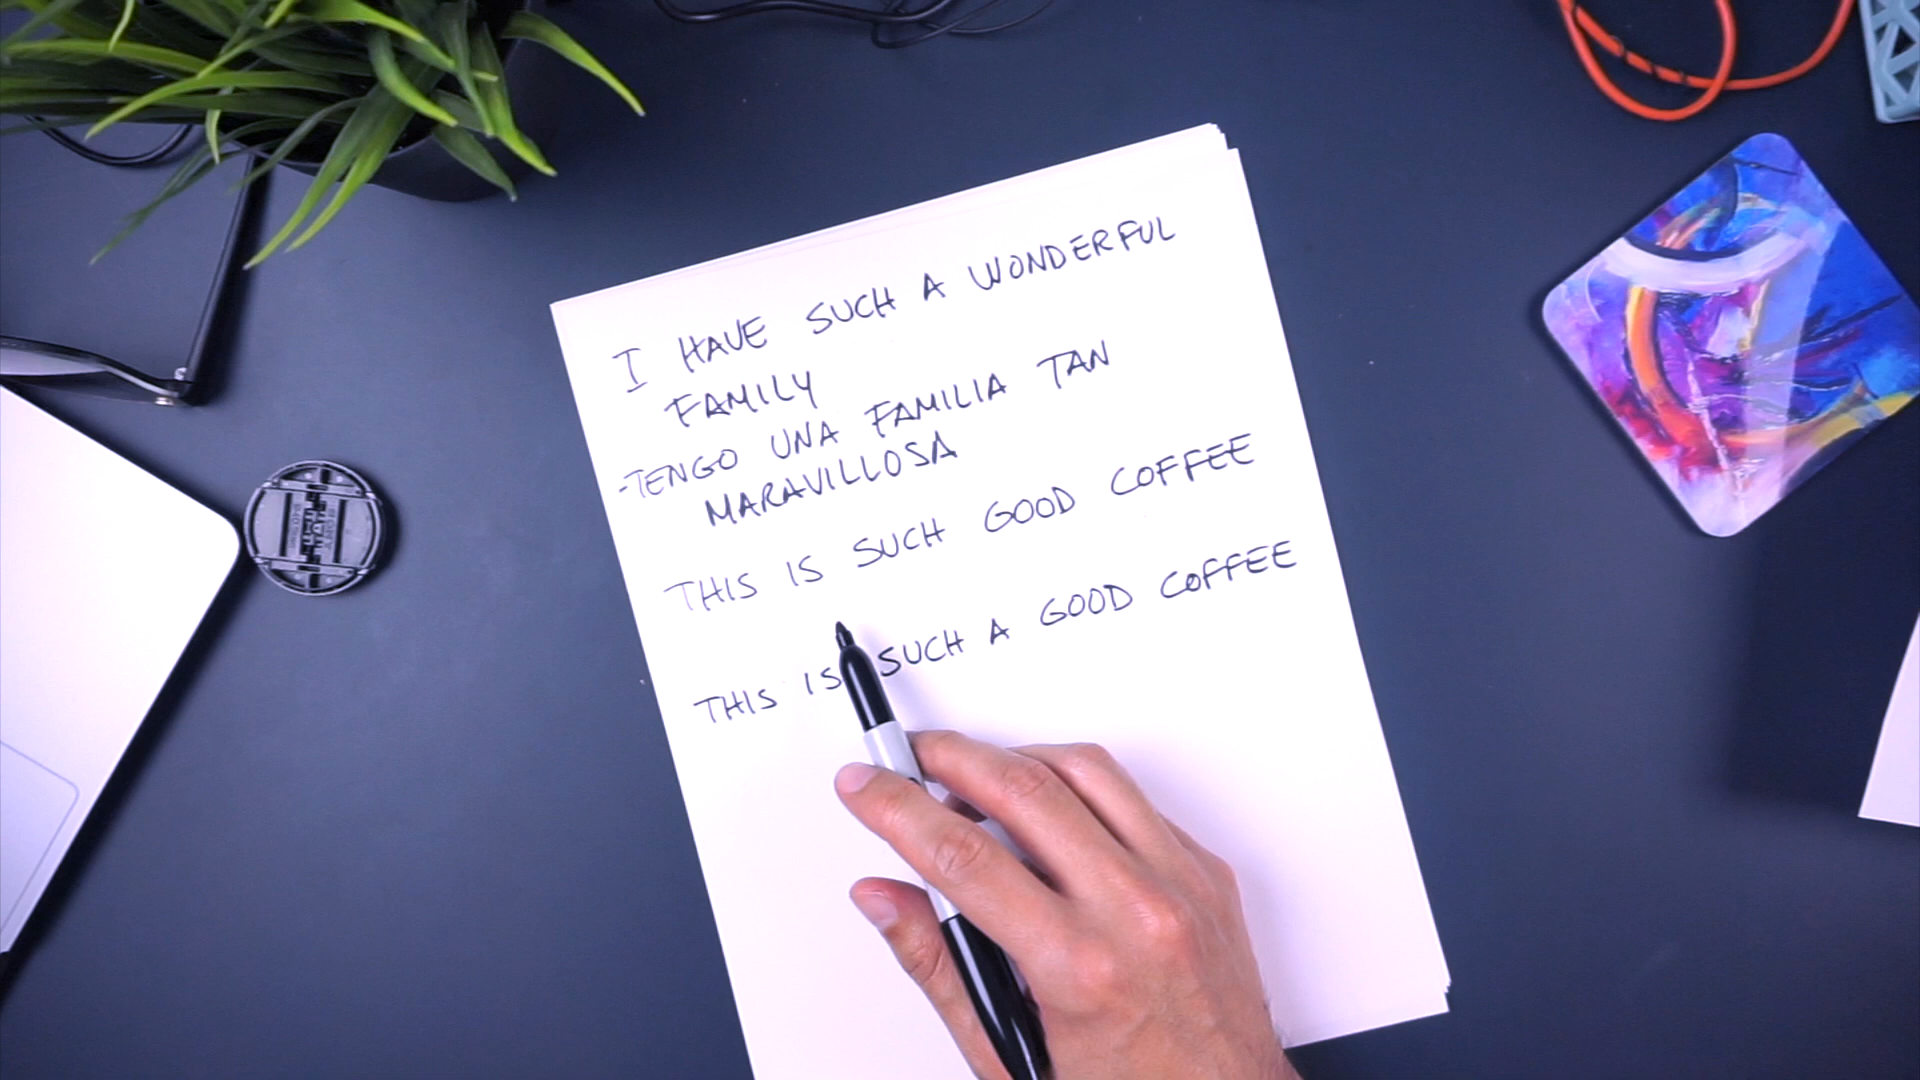 I HAVE SUCH A WONDERFUL
FAMILY
-TENGO UNA FAMILIA TAN
MARAVILLOSA
THIS IS SUCH GOOD COFFEE
THIS IS SUCH A GOOD COFFEE